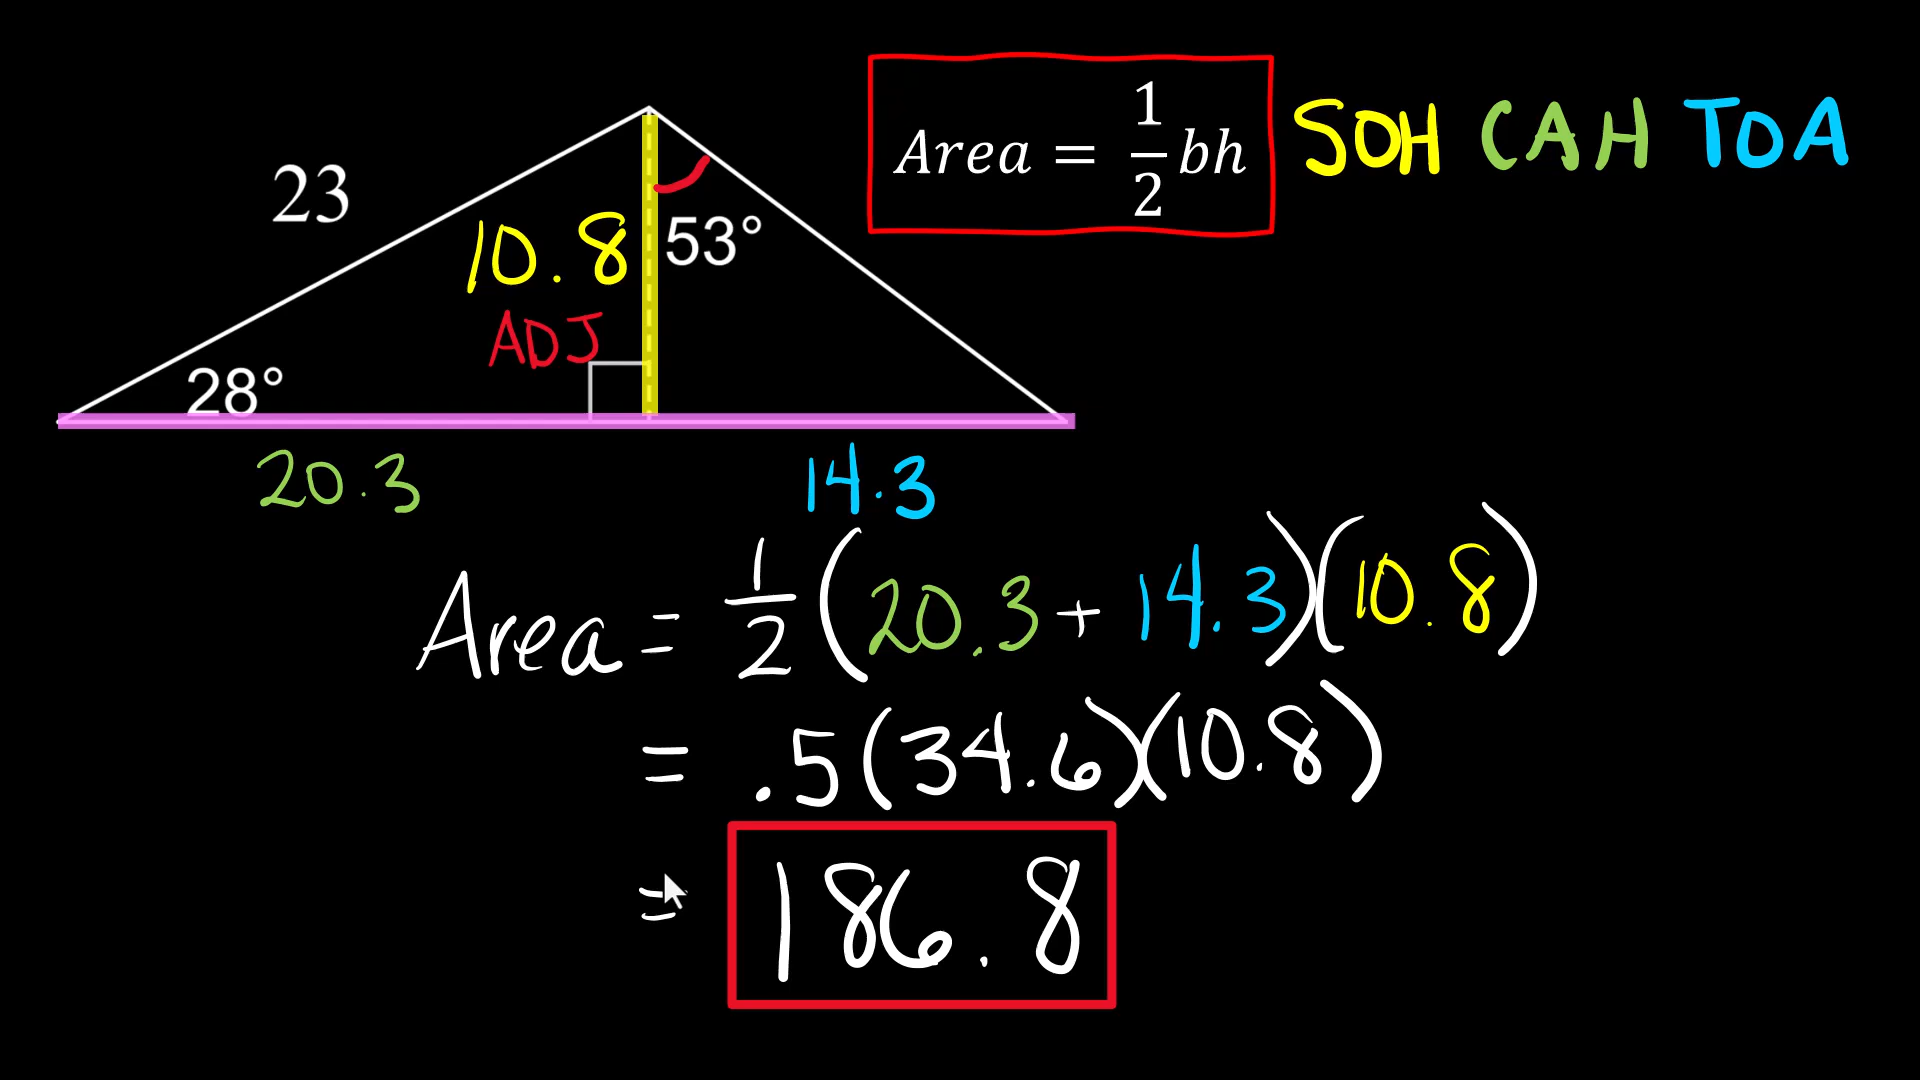 Area = 1/2 bh SOH CAH TOA
23
10.8 53°
ADJ
28°
20.3 14.3
Area = 1/2 (20.3 + 14.3)(10.8)
= .5(34.6)(10.8)
= 186.8